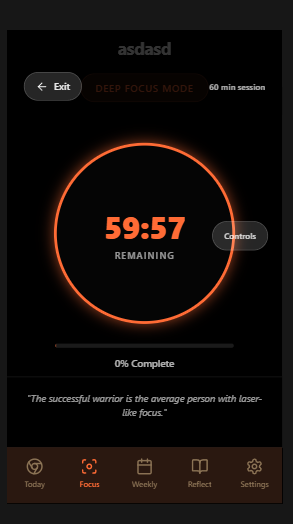 asdasd
Exit
DEEP FOCUS MODE
60 min session
59:57
REMAINING
Controls
0% Complete
"The successful warrior is the average person with laser-
like focus."
Today
Focus
Weekly
Reflect
Settings